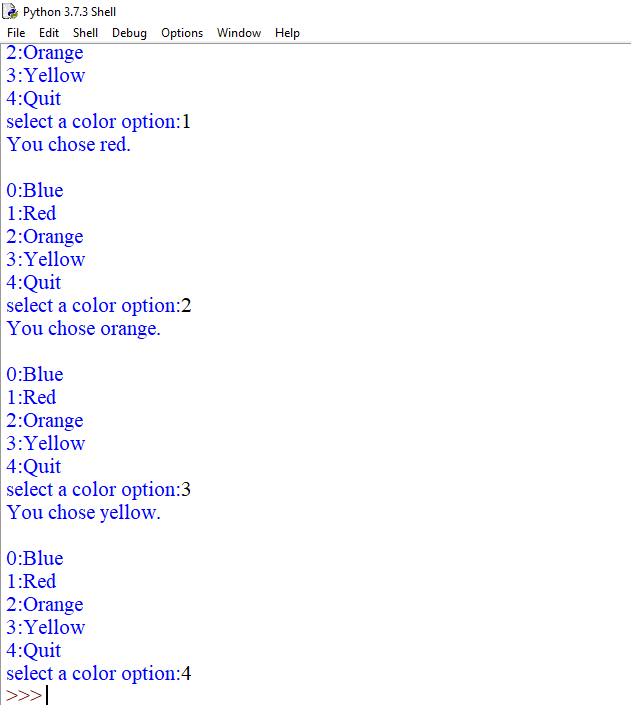 Python 3.7.3 Shell
File Edit Shell Debug Options Window Help
2:Orange
3:Yellow
4:Quit
select a color option:1
You chose red.
0:Blue
1:Red
2:Orange
3:Yellow
4:Quit
select a color option:2
You chose orange.
0:Blue
1:Red
2:Orange
3:Yellow
4:Quit
select a color option:3
You chose yellow.
0:Blue
1:Red
2:Orange
3:Yellow
4:Quit
select a color option:4
>>>